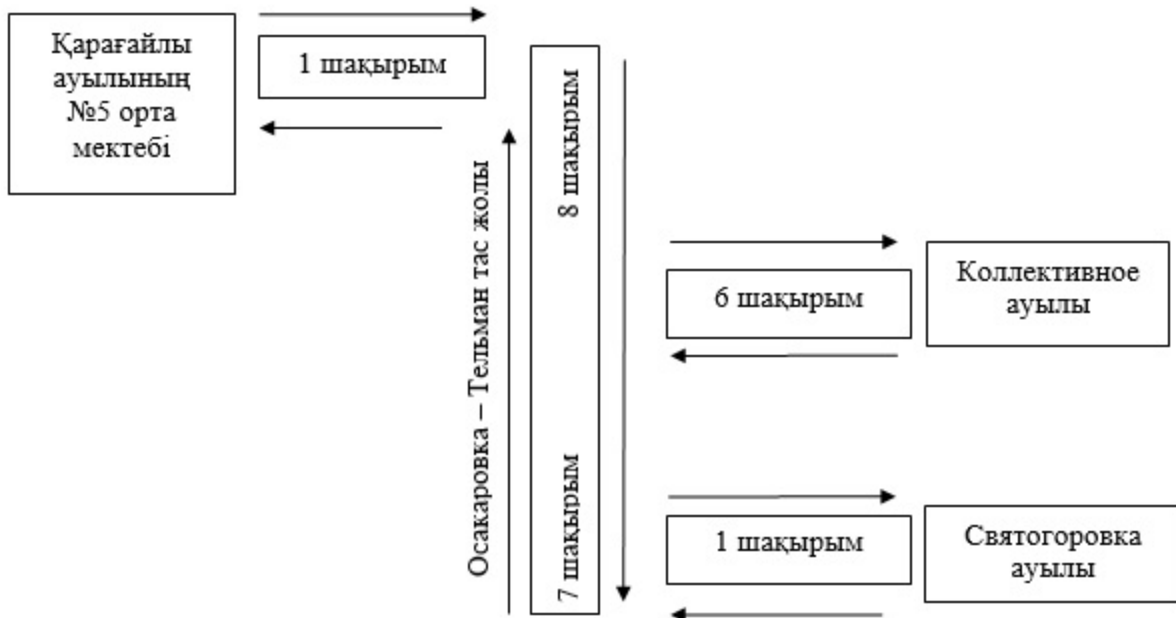 Қарағайлы
ауылының
№5 орта
мектебі
1 шақырым
Осакаровка – Тельман тас жолы
8 шақырым
7 шақырым
6 шақырым
Коллективное
ауылы
1 шақырым
Святогоровка
ауылы